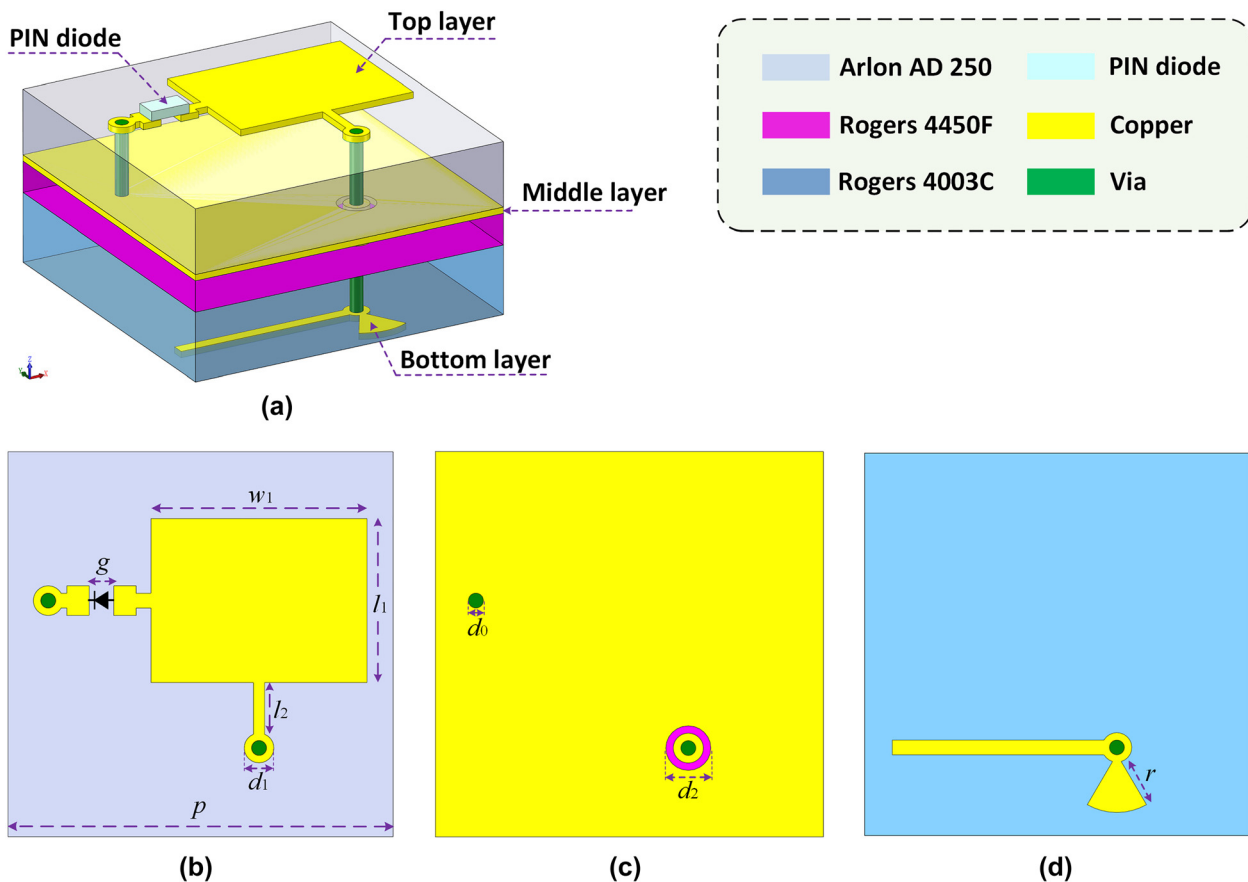 PIN diode
Top layer
Middle layer
Bottom layer
(a)
Arlon AD 250
PIN diode
Rogers 4450F
Copper
Rogers 4003C
Via
w1
g
l1
l2
d1
p
(b)
d0
d2
(c)
r
(d)